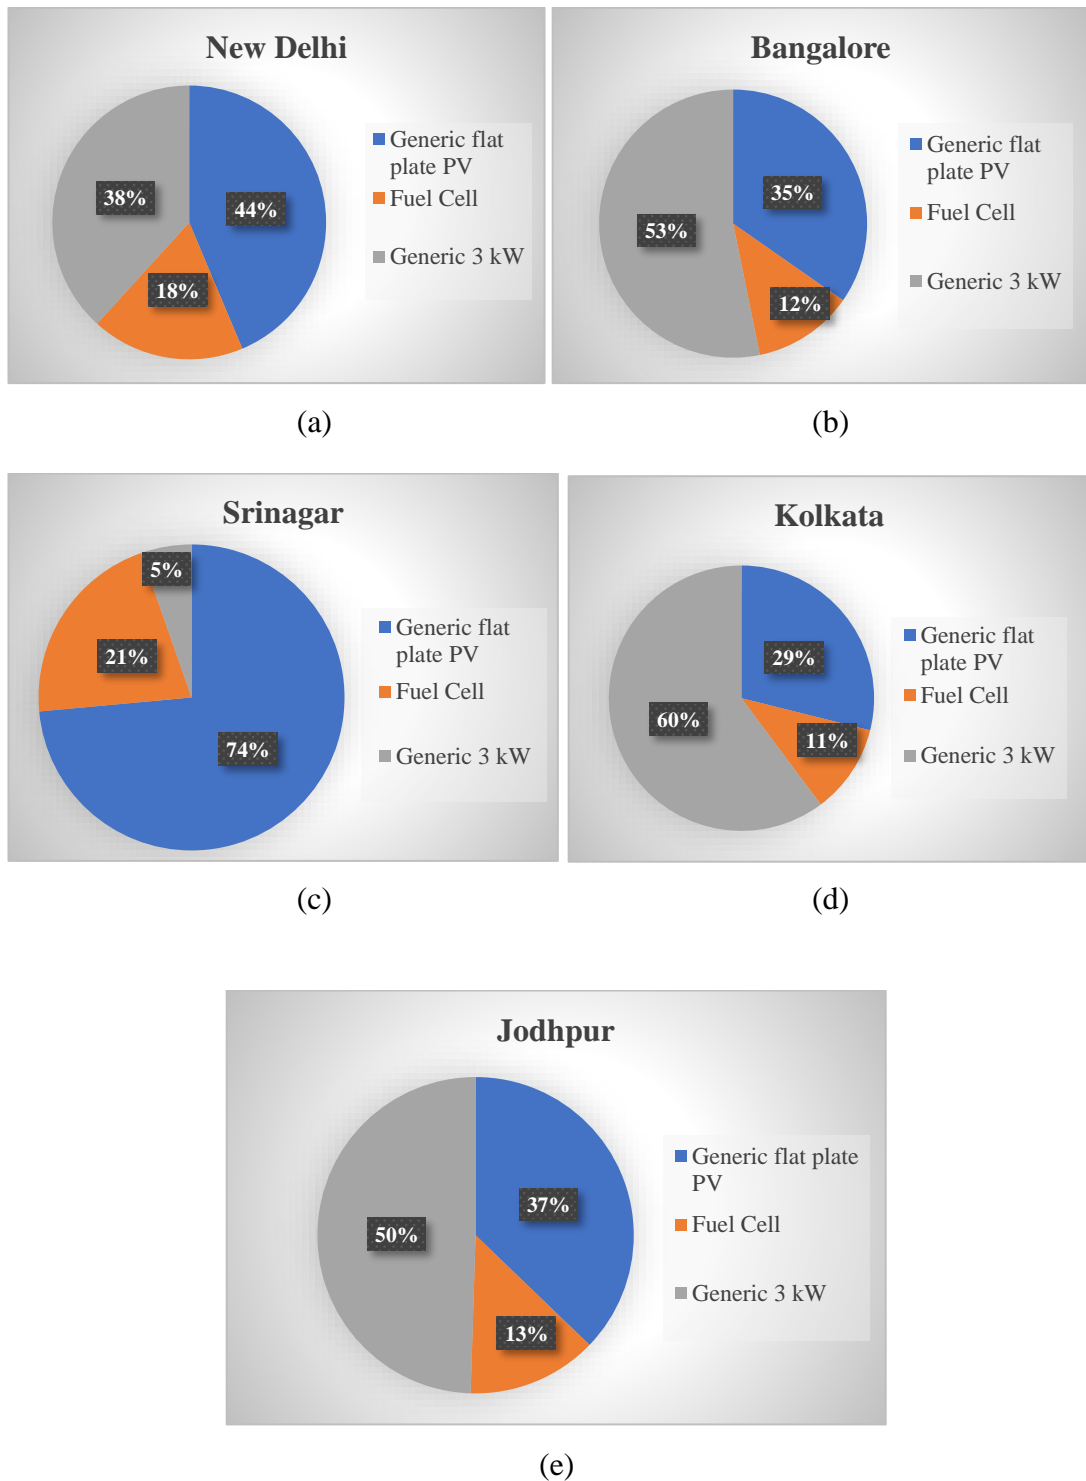 New Delhi
Generic flat
plate PV
Fuel Cell
Generic 3 kW
44%
18%
38%
(a)
Bangalore
Generic flat
plate PV
Fuel Cell
Generic 3 kW
35%
12%
53%
(b)
Srinagar
Generic flat
plate PV
Fuel Cell
Generic 3 kW
5%
21%
74%
(c)
Kolkata
Generic flat
plate PV
Fuel Cell
Generic 3 kW
29%
11%
60%
(d)
Jodhpur
Generic flat plate
PV
Fuel Cell
Generic 3 kW
37%
13%
50%
(e)